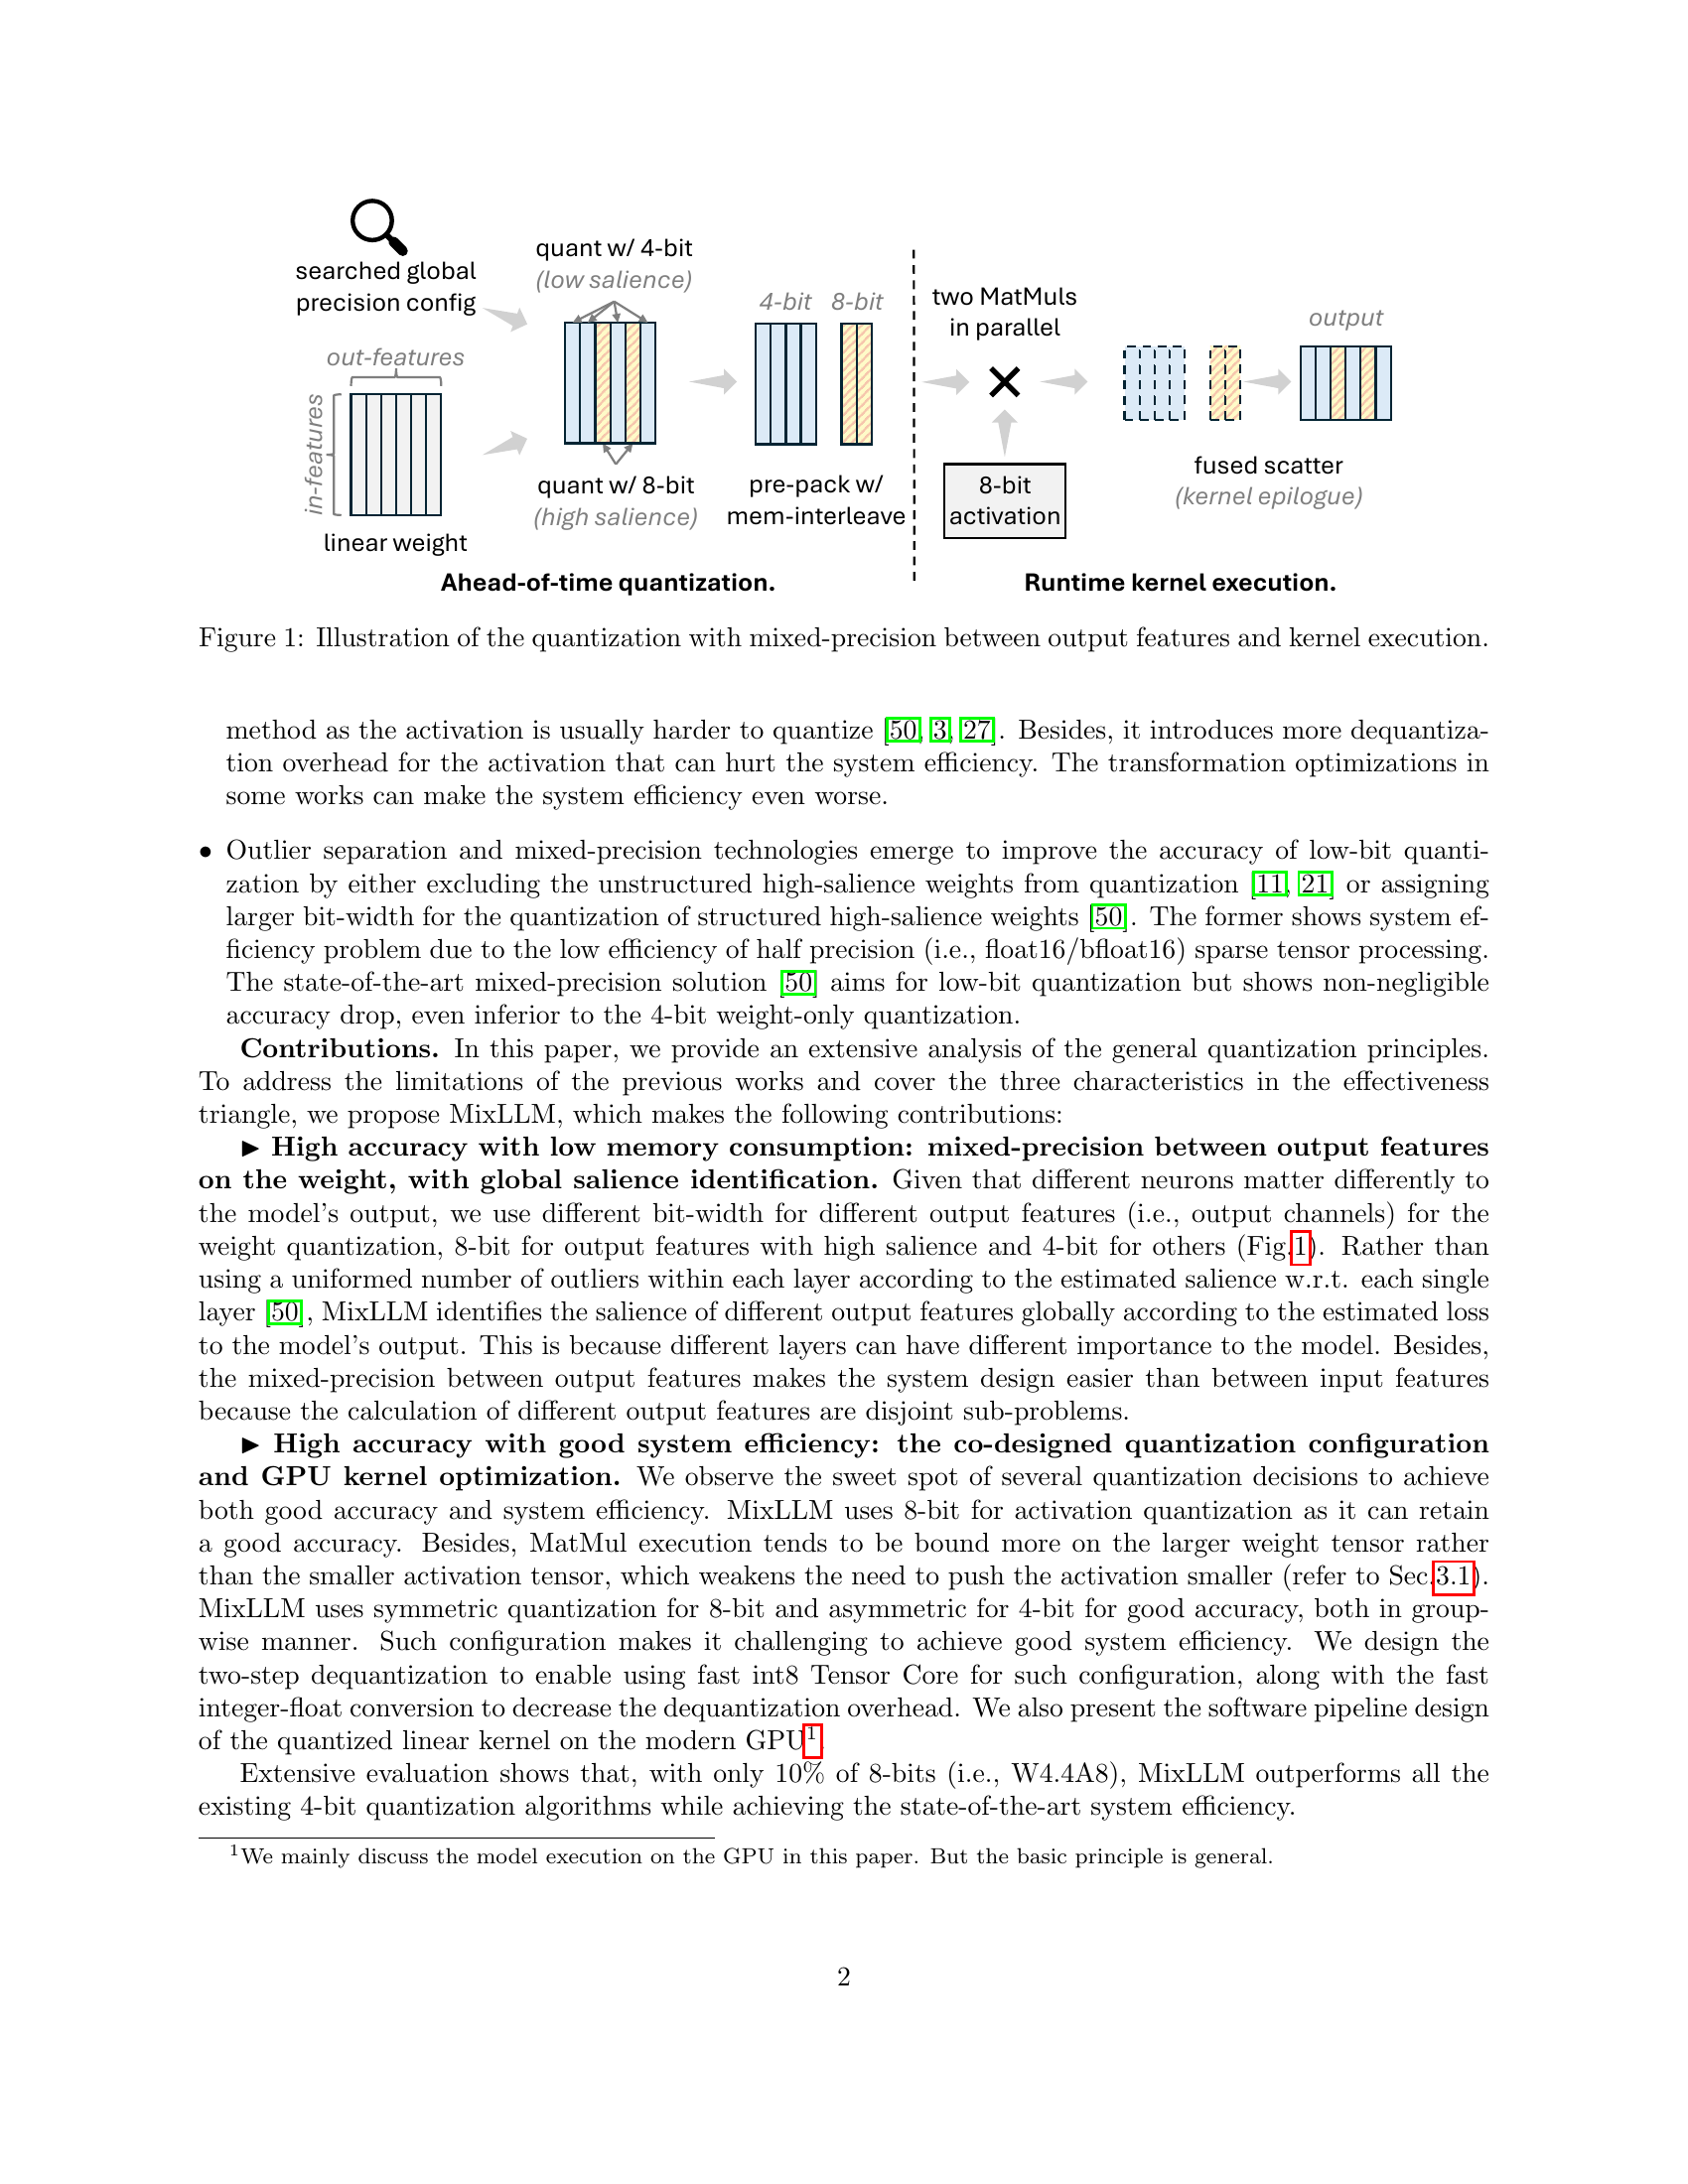 searched global
precision config
out-features
in-features
linear weight
quant w/ 4-bit
(low salience)
quant w/ 8-bit
(high salience)
4-bit 8-bit
pre-pack w/
mem-interleave
Ahead-of-time quantization.
two MatMuls
in parallel
8-bit
activation
fused scatter
(kernel epilogue)
output
Runtime kernel execution.
Figure 1: Illustration of the quantization with mixed-precision between output features and kernel execution.
method as the activation is usually harder to quantize [50, 3, 27]. Besides, it introduces more dequantiza-
tion overhead for the activation that can hurt the system efficiency. The transformation optimizations in
some works can make the system efficiency even worse.
• Outlier separation and mixed-precision technologies emerge to improve the accuracy of low-bit quanti-
zation by either excluding the unstructured high-salience weights from quantization [11, 21] or assigning
larger bit-width for the quantization of structured high-salience weights [50]. The former shows system ef-
ficiency problem due to the low efficiency of half precision (i.e., float16/bfloat16) sparse tensor processing.
The state-of-the-art mixed-precision solution [50] aims for low-bit quantization but shows non-negligible
accuracy drop, even inferior to the 4-bit weight-only quantization.
Contributions. In this paper, we provide an extensive analysis of the general quantization principles.
To address the limitations of the previous works and cover the three characteristics in the effectiveness
triangle, we propose MixLLM, which makes the following contributions:
▶ High accuracy with low memory consumption: mixed-precision between output features
on the weight, with global salience identification. Given that different neurons matter differently to
the model's output, we use different bit-width for different output features (i.e., output channels) for the
weight quantization, 8-bit for output features with high salience and 4-bit for others (Fig.1). Rather than
using a uniformed number of outliers within each layer according to the estimated salience w.r.t. each single
layer [50], MixLLM identifies the salience of different output features globally according to the estimated loss
to the model's output. This is because different layers can have different importance to the model. Besides,
the mixed-precision between output features makes the system design easier than between input features
because the calculation of different output features are disjoint sub-problems.
▶ High accuracy with good system efficiency: the co-designed quantization configuration
and GPU kernel optimization. We observe the sweet spot of several quantization decisions to achieve
both good accuracy and system efficiency. MixLLM uses 8-bit for activation quantization as it can retain
a good accuracy. Besides, MatMul execution tends to be bound more on the larger weight tensor rather
than the smaller activation tensor, which weakens the need to push the activation smaller (refer to Sec.3.1).
MixLLM uses symmetric quantization for 8-bit and asymmetric for 4-bit for good accuracy, both in group-
wise manner. Such configuration makes it challenging to achieve good system efficiency. We design the
two-step dequantization to enable using fast int8 Tensor Core for such configuration, along with the fast
integer-float conversion to decrease the dequantization overhead. We also present the software pipeline design
of the quantized linear kernel on the modern GPU1.
Extensive evaluation shows that, with only 10% of 8-bits (i.e., W4.4A8), MixLLM outperforms all the
existing 4-bit quantization algorithms while achieving the state-of-the-art system efficiency.
1We mainly discuss the model execution on the GPU in this paper. But the basic principle is general.
2